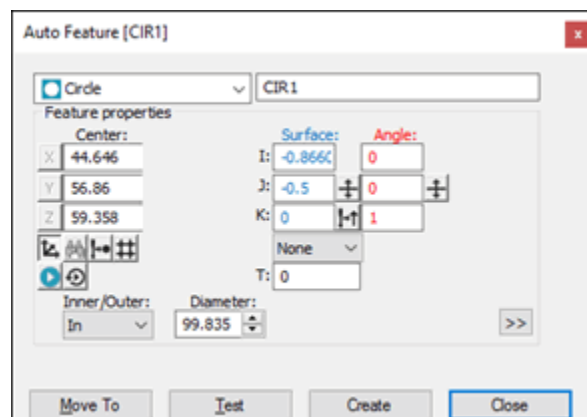 Auto Feature [CIR1]
x
Circle CIR1
Feature properties
Center: Surface: Angle:
X 44.646 I: -0.8660 0
Y 56.86 J: -0.5 0
Z 59.358 K: 0 1
None
T: 0
Inner/Outer: Diameter:
In 99.835 >>
Move To Test Create Close